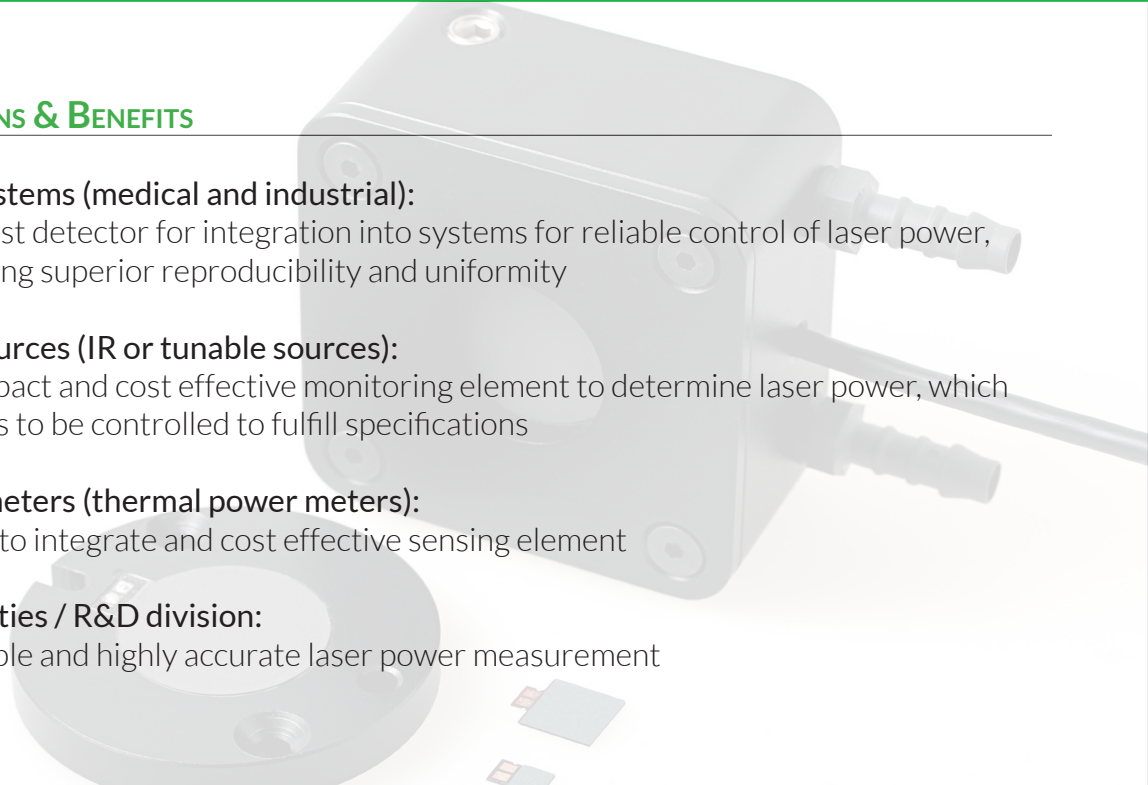 NS & BENEFITS
stems (medical and industrial):
st detector for integration into systems for reliable control of laser power,
ng superior reproducibility and uniformity
urces (IR or tunable sources):
pact and cost effective monitoring element to determine laser power, which
s to be controlled to fulfill specifications
eters (thermal power meters):
to integrate and cost effective sensing element
ties / R&D division:
ble and highly accurate laser power measurement